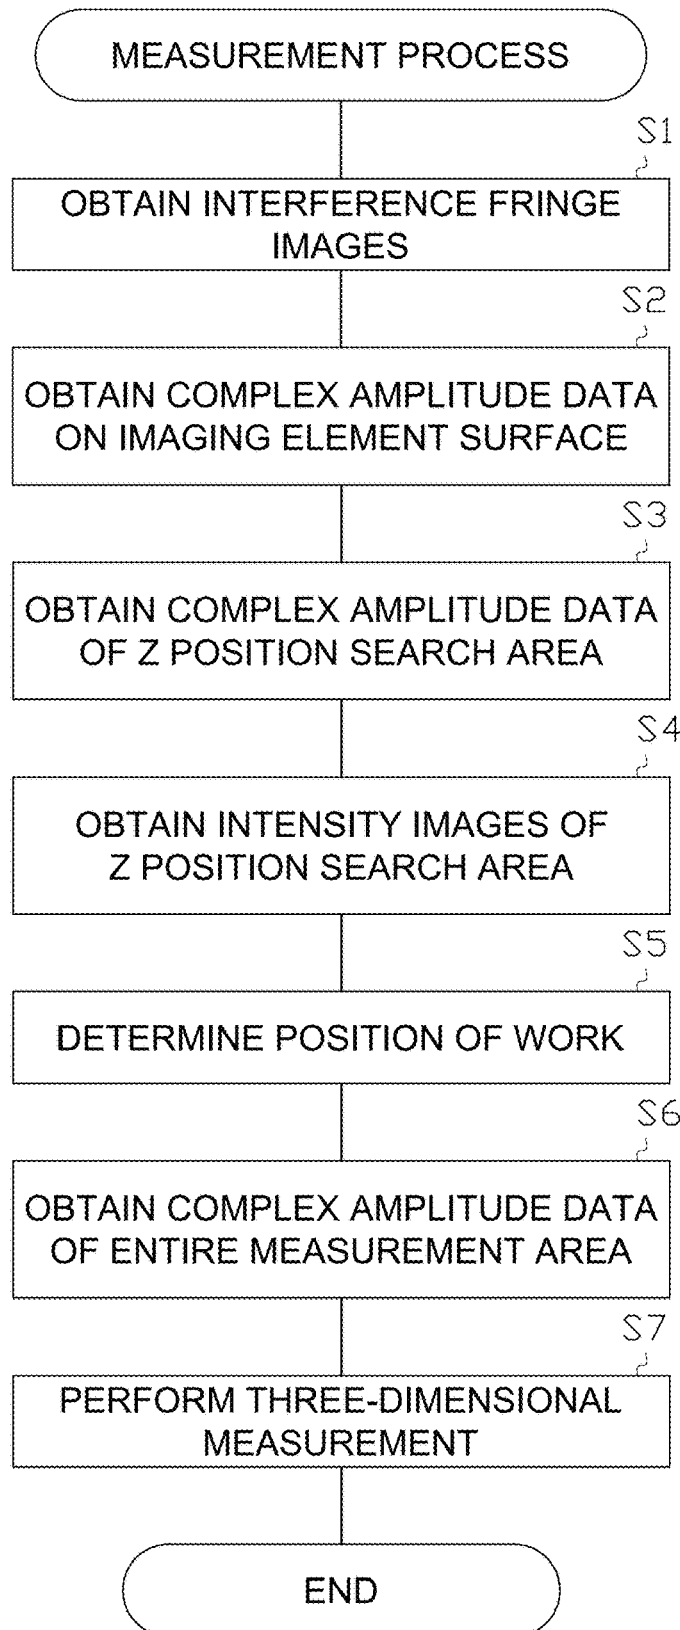 MEASUREMENT PROCESS
S1
OBTAIN INTERFERENCE FRINGE
IMAGES
S2
OBTAIN COMPLEX AMPLITUDE DATA
ON IMAGING ELEMENT SURFACE
S3
OBTAIN COMPLEX AMPLITUDE DATA
OF Z POSITION SEARCH AREA
S4
OBTAIN INTENSITY IMAGES OF
Z POSITION SEARCH AREA
S5
DETERMINE POSITION OF WORK
S6
OBTAIN COMPLEX AMPLITUDE DATA
OF ENTIRE MEASUREMENT AREA
S7
PERFORM THREE-DIMENSIONAL
MEASUREMENT
END